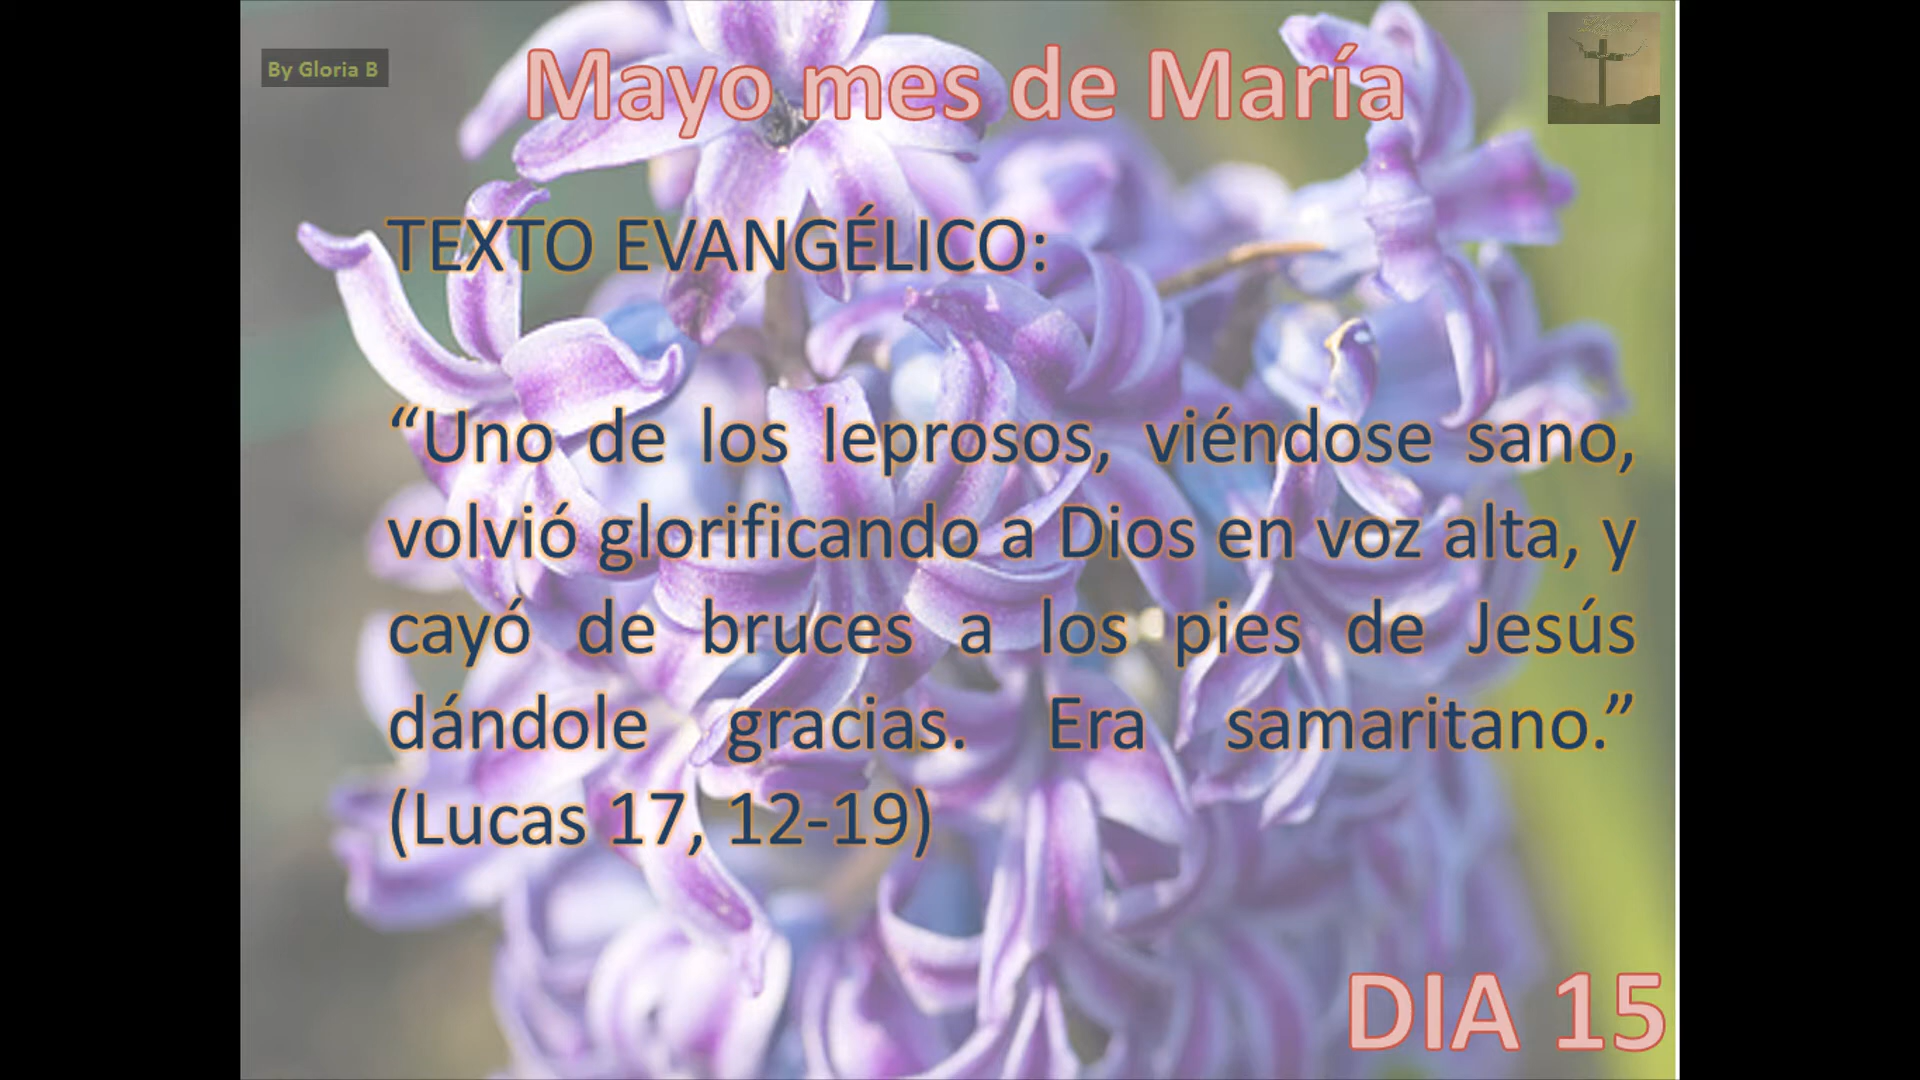 By Gloria B
Mayo mes de María
TEXTO EVANGÉLICO:
“Uno de los leprosos, viéndose sano,
volvió glorificando a Dios en voz alta, y
cayó de bruces a los pies de Jesús
dándole gracias. Era samaritano.”
(Lucas 17, 12-19)
DIA 15